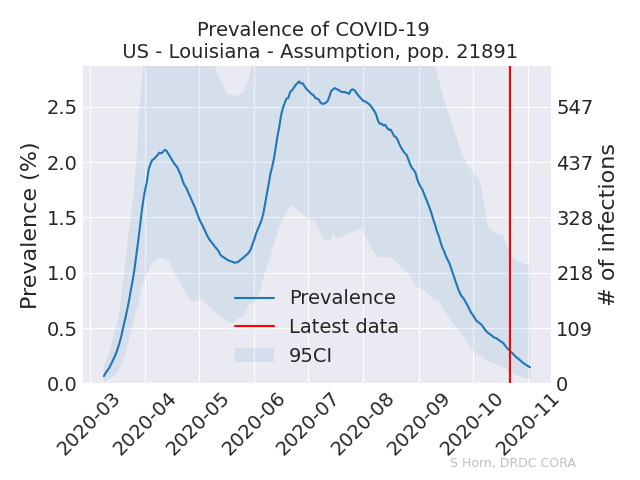 Prevalence of COVID-19
US - Louisiana - Assumption, pop. 21891
Prevalence (%)
2.5
2.0
1.5
1.0
0.5
0.0
547
437
328
218
109
0
# of infections
Prevalence
Latest data
95CI
2020-03
2020-04
2020-05
2020-06
2020-07
2020-08
2020-09
2020-10
2020-11
S Horn, DRDC CORA